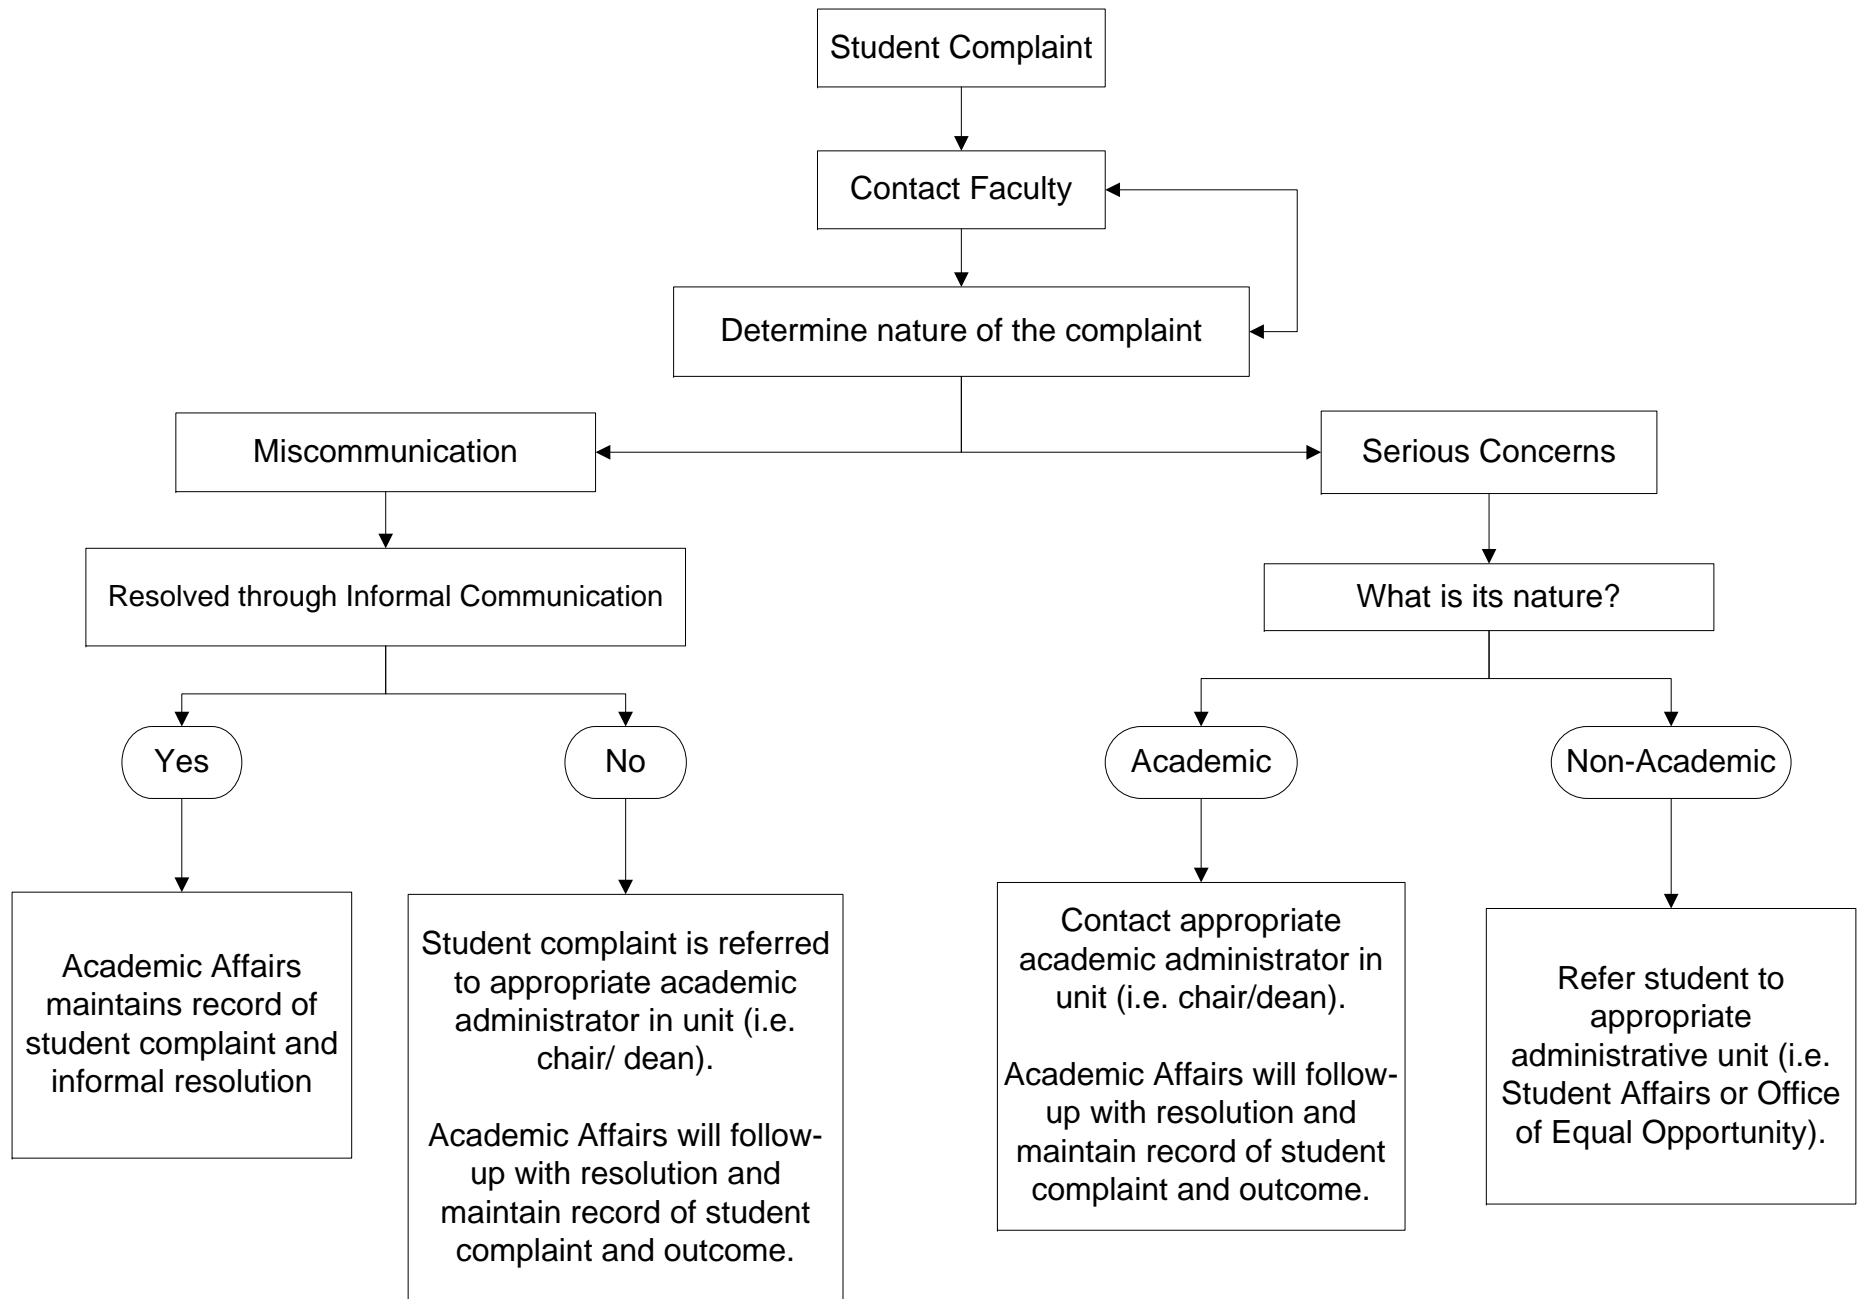 Student Complaint
Contact Faculty
Determine nature of the complaint
Miscommunication
Serious Concerns
Resolved through Informal Communication
What is its nature?
Yes
No
Academic
Non-Academic
Academic Affairs
maintains record of
student complaint and
informal resolution
Student complaint is referred
to appropriate academic
administrator in unit (i.e.
chair/ dean).
Academic Affairs will follow-
up with resolution and
maintain record of student
complaint and outcome.
Contact appropriate
academic administrator in
unit (i.e. chair/dean).
Academic Affairs will follow-
up with resolution and
maintain record of student
complaint and outcome.
Refer student to
appropriate
administrative unit (i.e.
Student Affairs or Office
of Equal Opportunity).